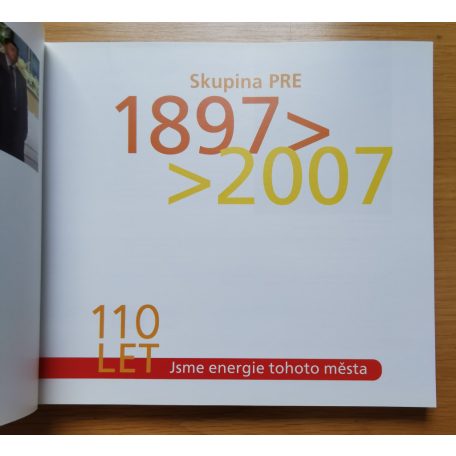 Skupina PRE
1897>
>2007
110
LET
Jsme energie tohoto města